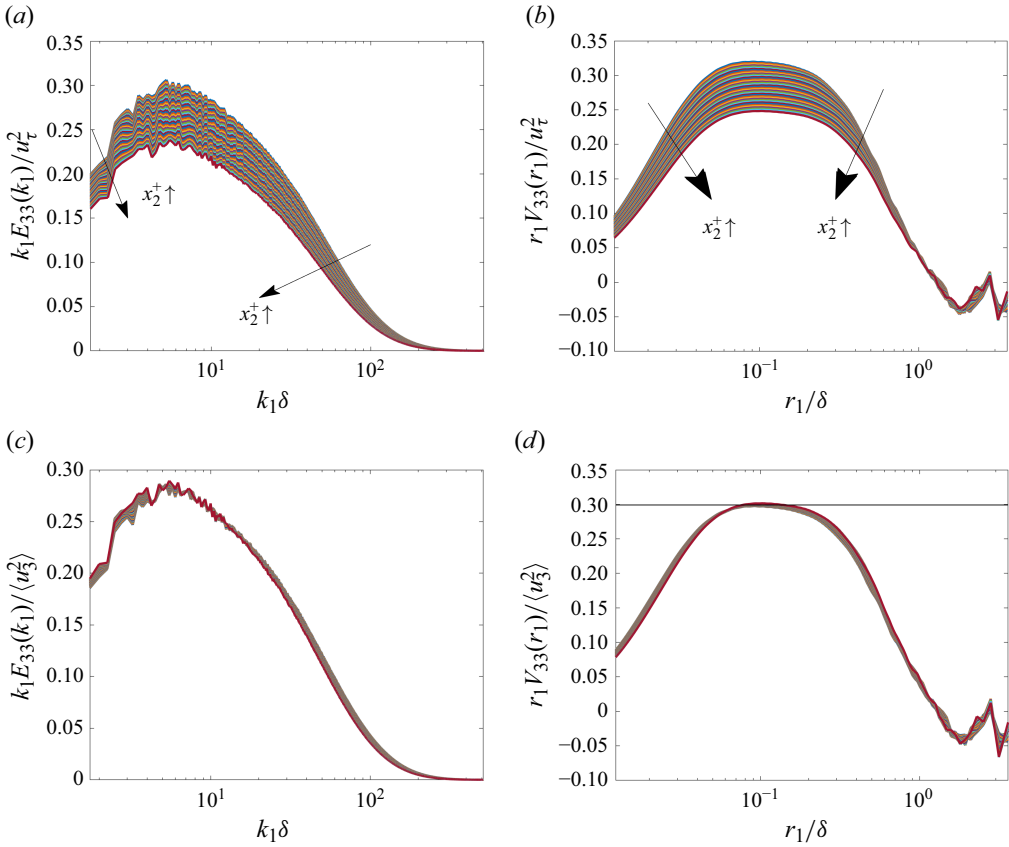 (a)
0.35
0.30
0.25
0.20
0.15
0.10
0.05
0
k₁E₃₃(k₁)/u_τ²
x₂⁺↑
x₂⁺↑
10¹
10²
k₁δ
(b)
0.35
0.30
0.25
0.20
0.15
0.10
0.05
0
−0.05
−0.10
r₁V₃₃(r₁)/u_τ²
x₂⁺↑
x₂⁺↑
10⁻¹
10⁰
r₁/δ
(c)
0.30
0.25
0.20
0.15
0.10
0.05
0
k₁E₃₃(k₁)/⟨u₃²⟩
10¹
10²
k₁δ
(d)
0.35
0.30
0.25
0.20
0.15
0.10
0.05
0
−0.05
−0.10
r₁V₃₃(r₁)/⟨u₃²⟩
10⁻¹
10⁰
r₁/δ